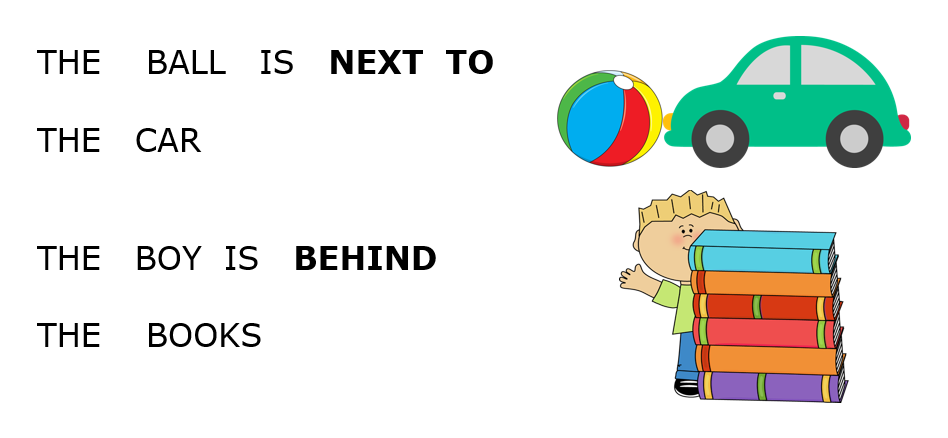 THE BALL IS NEXT TO
THE CAR
THE BOY IS BEHIND
THE BOOKS